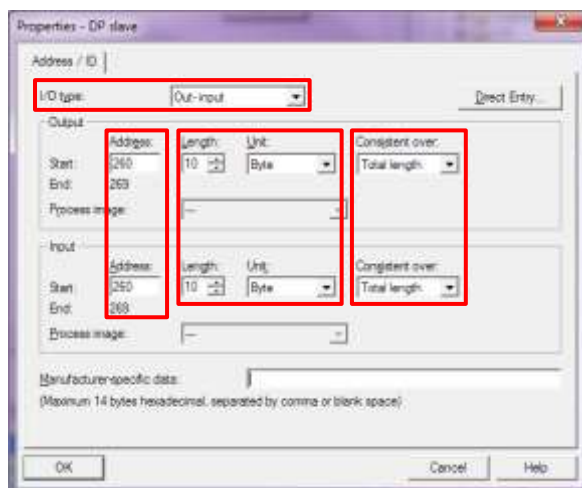 Properties - DP slave
Address / ID
I/O type: Out-input Direct Entry...
Output
Address: Length: Unit: Consistent over:
Start: 260 10 Byte Total length
End: 269
Process image: ---
Input
Address: Length: Unit: Consistent over:
Start: 260 10 Byte Total length
End: 269
Process image: ---
Manufacturer-specific data:
(Maximum 14 bytes hexadecimal, separated by comma or blank space)
OK Cancel Help